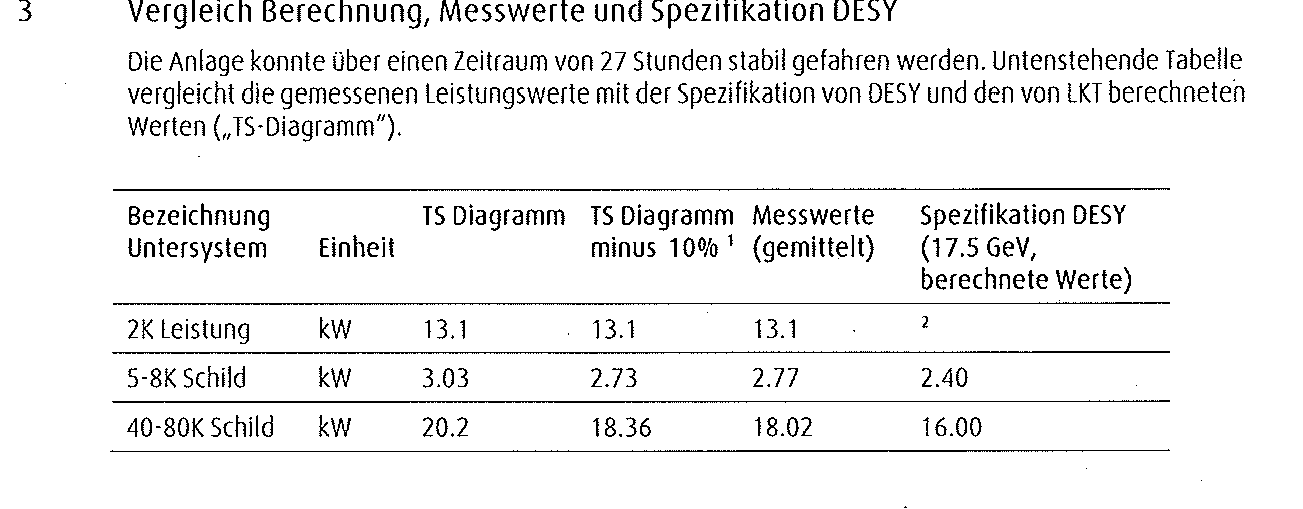 3 Vergleich Berechnung, Messwerte und Spezifikation DESY
Die Anlage konnte über einen Zeitraum von 27 Stunden stabil gefahren werden. Untenstehende Tabelle
vergleicht die gemessenen Leistungswerte mit der Spezifikation von DESY und den von LKT berechneten
Werten („TS-Diagramm").
Bezeichnung TS Diagramm TS Diagramm Messwerte Spezifikation DESY
Untersystem Einheit minus 10% ¹ (gemittelt) (17.5 GeV,
berechnete Werte)
2K Leistung kW 13.1 13.1 13.1 ²
5-8K Schild kW 3.03 2.73 2.77 2.40
40-80K Schild kW 20.2 18.36 18.02 16.00